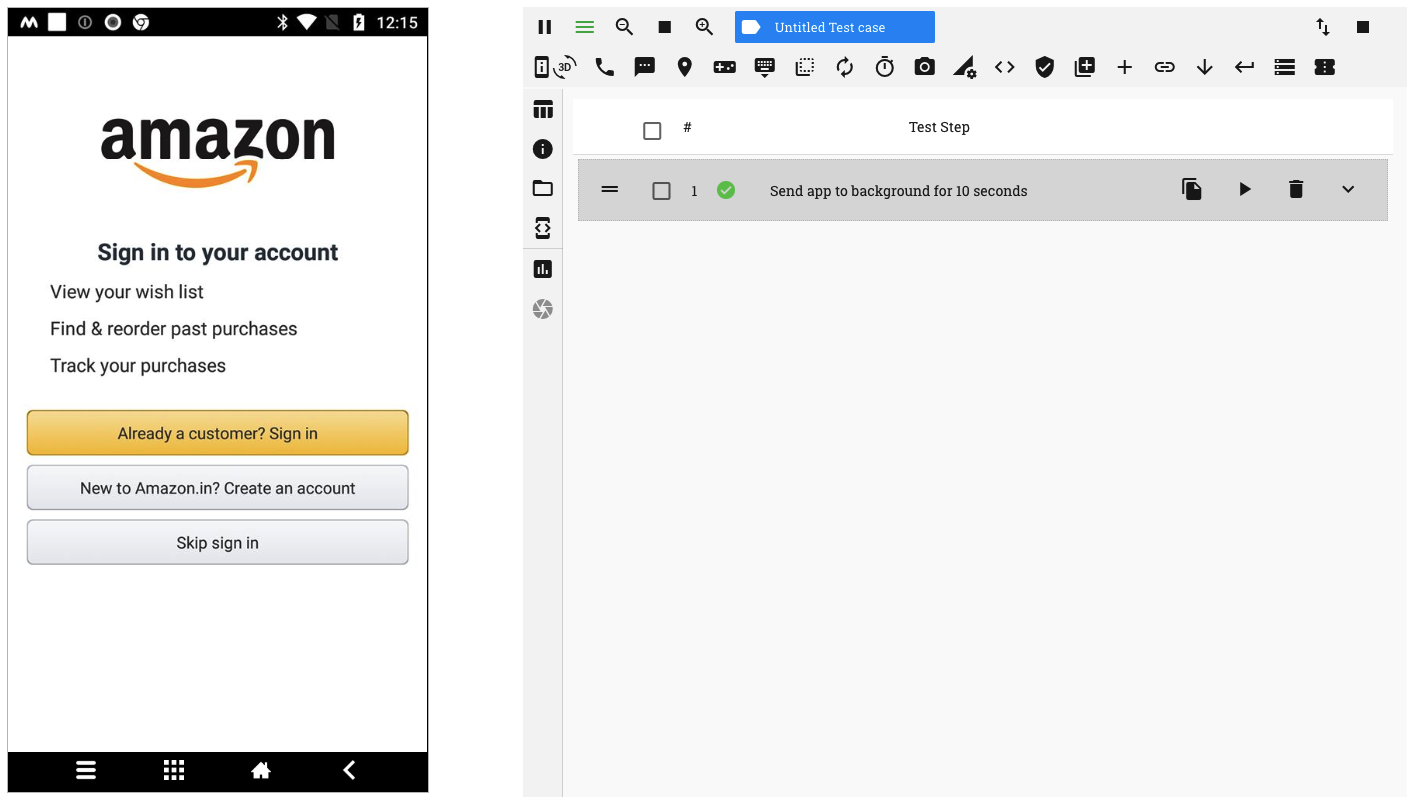 12:15
amazon
Sign in to your account
View your wish list
Find & reorder past purchases
Track your purchases
Already a customer? Sign in
New to Amazon.in? Create an account
Skip sign in
Untitled Test case
3D
# Test Step
1 Send app to background for 10 seconds